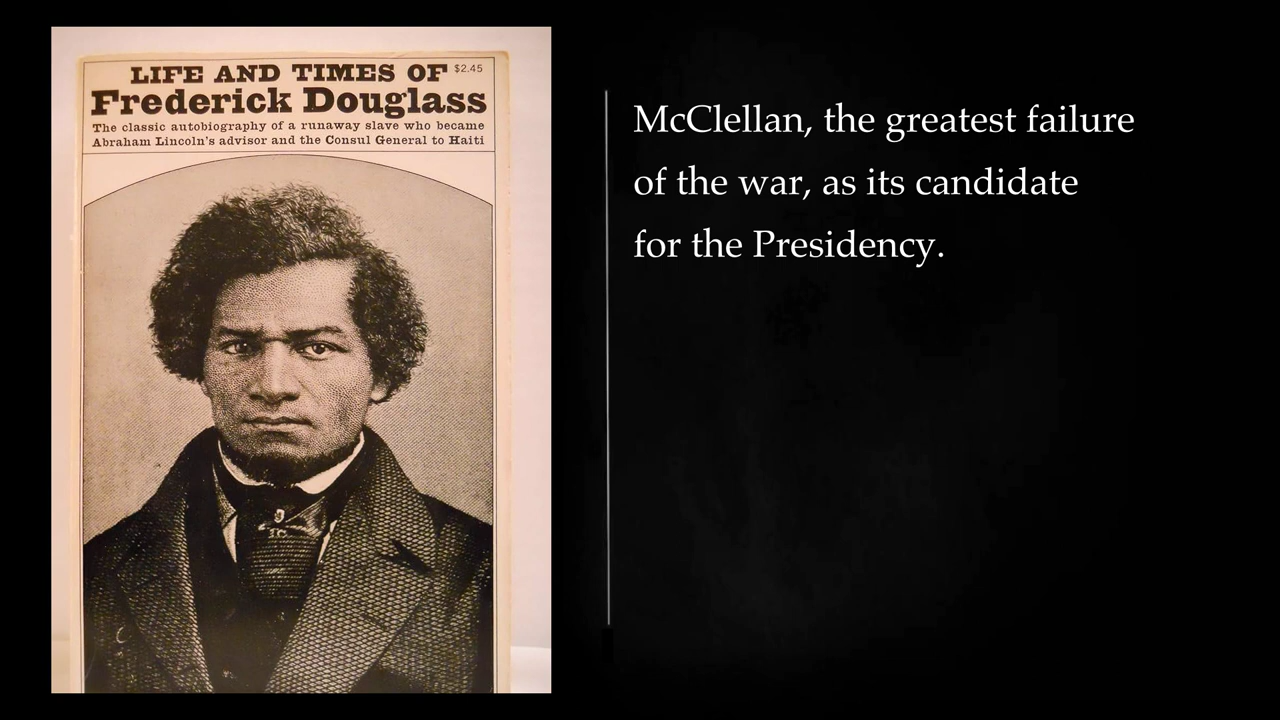 LIFE AND TIMES OF $2.45
Frederick Douglass
The classic autobiography of a runaway slave who became
Abraham Lincoln's advisor and the Consul General to Haiti
McClellan, the greatest failure
of the war, as its candidate
for the Presidency.